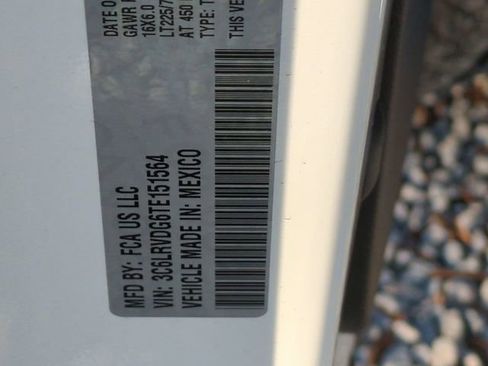 DATE O
GAWR
16X6.0
LT225/7
AT 450
TYPE: T
THIS VE
MFD BY: FCA US LLC
VIN: 3C6LRVDG6TE151564
VEHICLE MADE IN: MEXICO